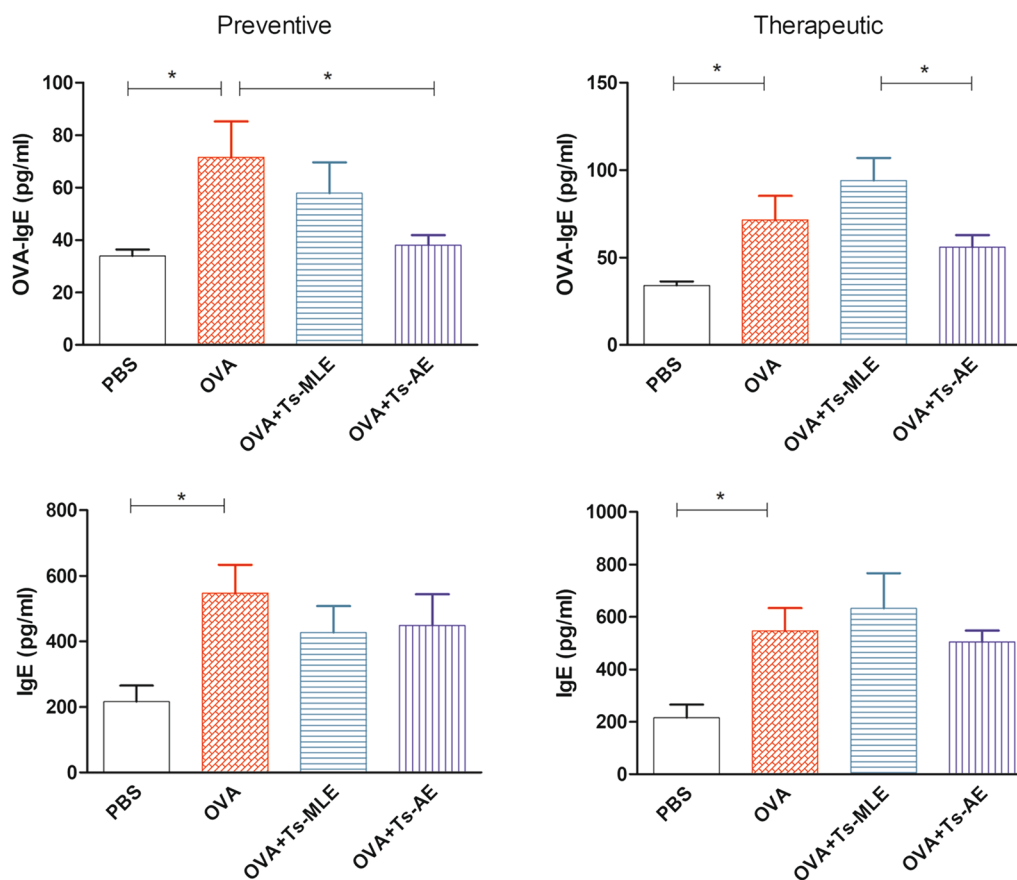 Preventive
Therapeutic
OVA-IgE (pg/ml)
100
80
60
40
20
0
*
*
PBS
OVA
OVA+Ts-MLE
OVA+Ts-AE
OVA-IgE (pg/ml)
150
100
50
0
*
*
PBS
OVA
OVA+Ts-MLE
OVA+Ts-AE
IgE (pg/ml)
800
600
400
200
0
*
PBS
OVA
OVA+Ts-MLE
OVA+Ts-AE
IgE (pg/ml)
1000
800
600
400
200
0
*
PBS
OVA
OVA+Ts-MLE
OVA+Ts-AE